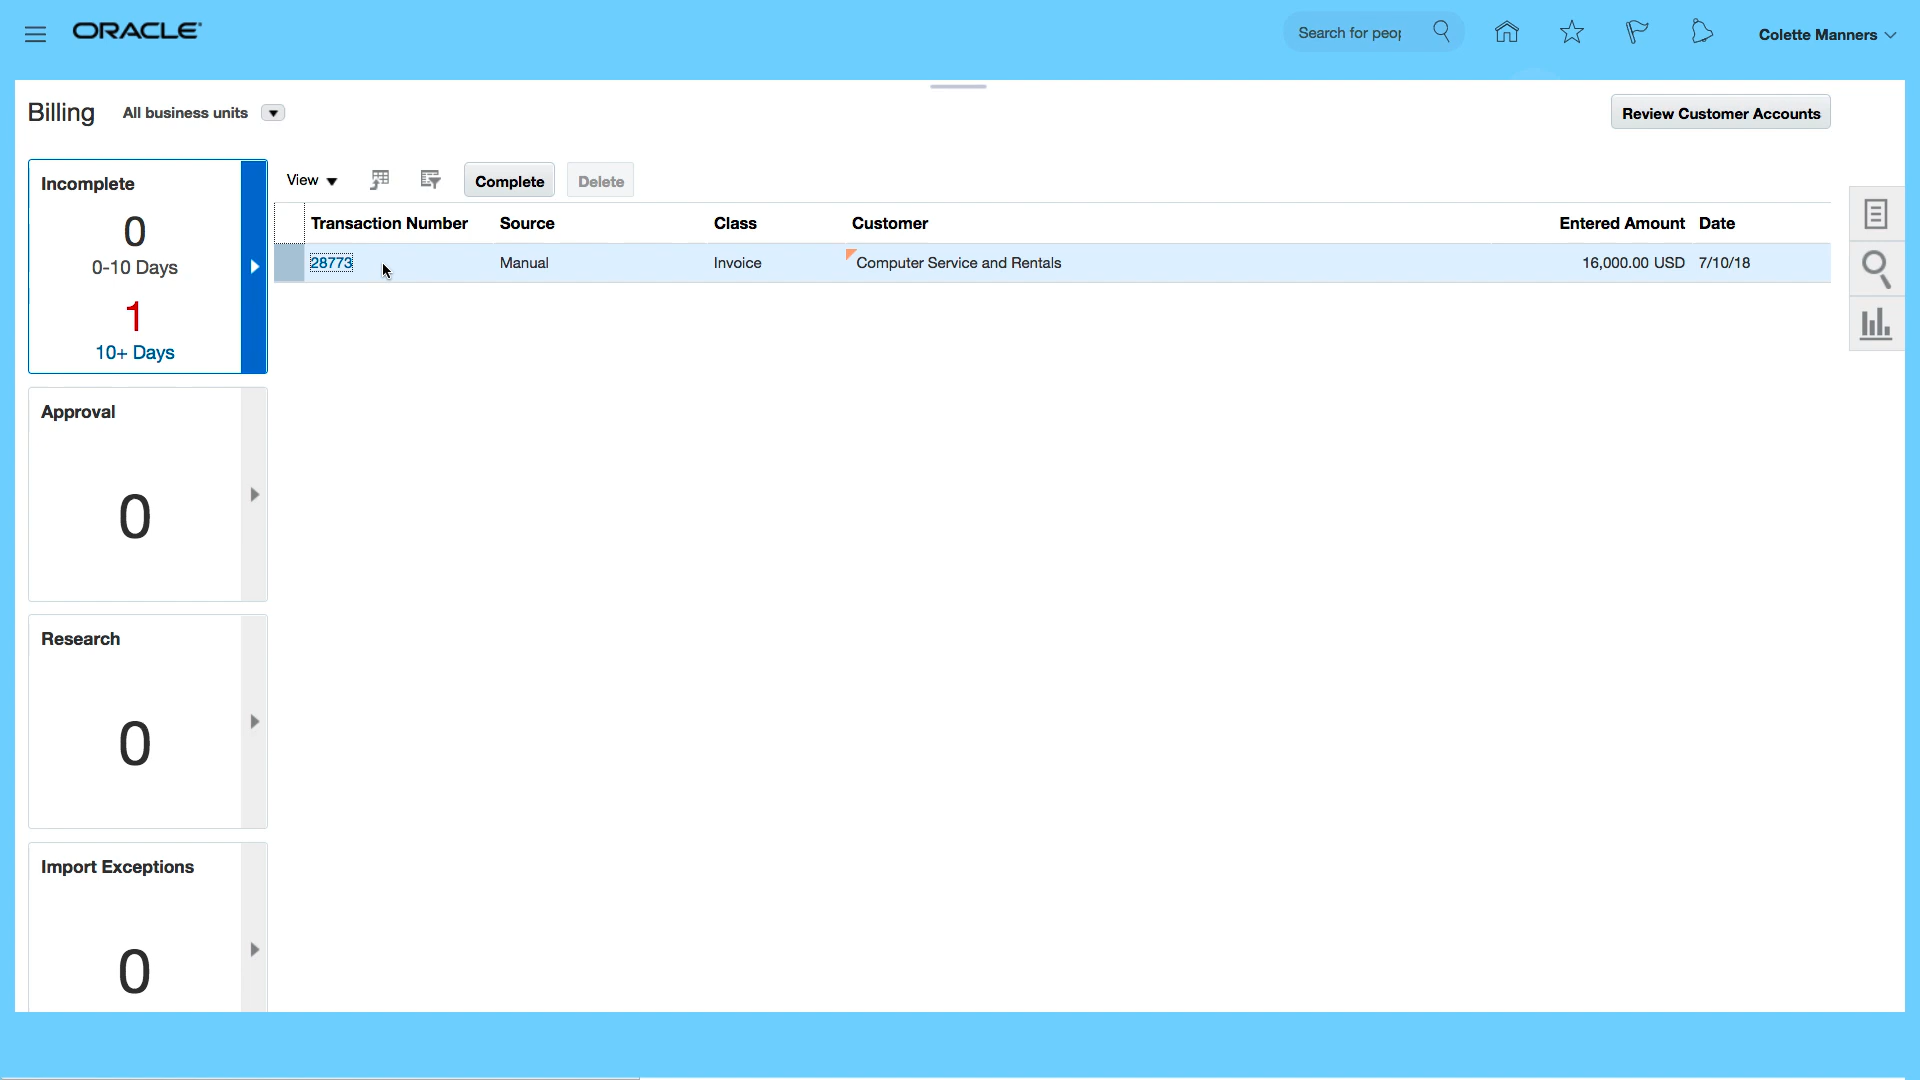 ORACLE
Search for peop
Colette Manners
Billing
All business units
Review Customer Accounts
Incomplete
0
0-10 Days
1
10+ Days
View
Complete
Delete
Transaction Number Source Class Customer Entered Amount Date
28773 Manual Invoice Computer Service and Rentals 16,000.00 USD 7/10/18
Approval
0
Research
0
Import Exceptions
0